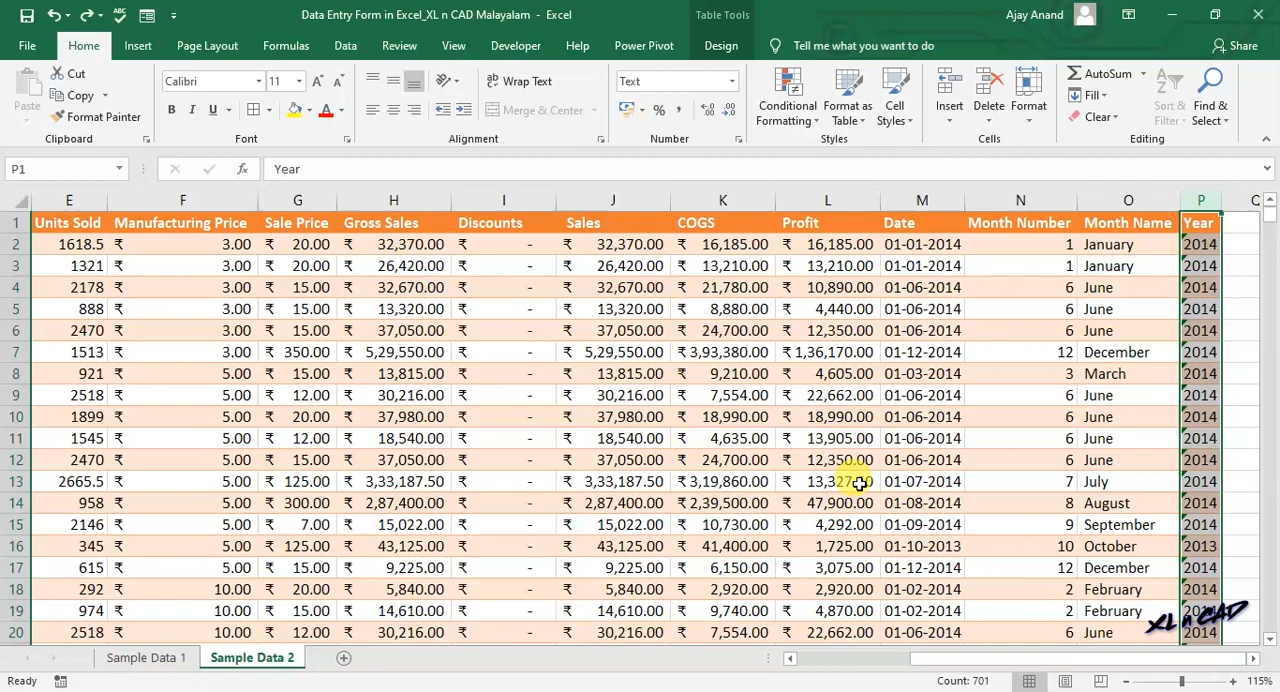 Data Entry Form in Excel_XL n CAD Malayalam - Excel
Table Tools
Ajay Anand
File Home Insert Page Layout Formulas Data Review View Developer Help Power Pivot Design Tell me what you want to do Share
Paste Cut Copy Format Painter Clipboard
Calibri 11 B I U Font
Wrap Text Merge & Center Alignment
Text % , Number
Conditional Formatting Format as Table Cell Styles Styles
Insert Delete Format Cells
AutoSum Fill Clear Sort & Filter Find & Select Editing
P1 fx Year
E F G H I J K L M N O P
1 Units Sold Manufacturing Price Sale Price Gross Sales Discounts Sales COGS Profit Date Month Number Month Name Year
2 1618.5 ₹ 3.00 ₹ 20.00 ₹ 32,370.00 ₹ - ₹ 32,370.00 ₹ 16,185.00 ₹ 16,185.00 01-01-2014 1 January 2014
3 1321 ₹ 3.00 ₹ 20.00 ₹ 26,420.00 ₹ - ₹ 26,420.00 ₹ 13,210.00 ₹ 13,210.00 01-01-2014 1 January 2014
4 2178 ₹ 3.00 ₹ 15.00 ₹ 32,670.00 ₹ - ₹ 32,670.00 ₹ 21,780.00 ₹ 10,890.00 01-06-2014 6 June 2014
5 888 ₹ 3.00 ₹ 15.00 ₹ 13,320.00 ₹ - ₹ 13,320.00 ₹ 8,880.00 ₹ 4,440.00 01-06-2014 6 June 2014
6 2470 ₹ 3.00 ₹ 15.00 ₹ 37,050.00 ₹ - ₹ 37,050.00 ₹ 24,700.00 ₹ 12,350.00 01-06-2014 6 June 2014
7 1513 ₹ 3.00 ₹ 350.00 ₹ 5,29,550.00 ₹ - ₹ 5,29,550.00 ₹ 3,93,380.00 ₹ 1,36,170.00 01-12-2014 12 December 2014
8 921 ₹ 5.00 ₹ 15.00 ₹ 13,815.00 ₹ - ₹ 13,815.00 ₹ 9,210.00 ₹ 4,605.00 01-03-2014 3 March 2014
9 2518 ₹ 5.00 ₹ 12.00 ₹ 30,216.00 ₹ - ₹ 30,216.00 ₹ 7,554.00 ₹ 22,662.00 01-06-2014 6 June 2014
10 1899 ₹ 5.00 ₹ 20.00 ₹ 37,980.00 ₹ - ₹ 37,980.00 ₹ 18,990.00 ₹ 18,990.00 01-06-2014 6 June 2014
11 1545 ₹ 5.00 ₹ 12.00 ₹ 18,540.00 ₹ - ₹ 18,540.00 ₹ 4,635.00 ₹ 13,905.00 01-06-2014 6 June 2014
12 2470 ₹ 5.00 ₹ 15.00 ₹ 37,050.00 ₹ - ₹ 37,050.00 ₹ 24,700.00 ₹ 12,350.00 01-06-2014 6 June 2014
13 2665.5 ₹ 5.00 ₹ 125.00 ₹ 3,33,187.50 ₹ - ₹ 3,33,187.50 ₹ 3,19,860.00 ₹ 01-07-2014 7 July 2014
14 958 ₹ 5.00 ₹ 300.00 ₹ 2,87,400.00 ₹ - ₹ 2,87,400.00 ₹ 2,39,500.00 ₹ 47,900.00 01-08-2014 8 August 2014
15 2146 ₹ 5.00 ₹ 7.00 ₹ 15,022.00 ₹ - ₹ 15,022.00 ₹ 10,730.00 ₹ 4,292.00 01-09-2014 9 September 2014
16 345 ₹ 5.00 ₹ 125.00 ₹ 43,125.00 ₹ - ₹ 43,125.00 ₹ 41,400.00 ₹ 1,725.00 01-10-2013 10 October 2013
17 615 ₹ 5.00 ₹ 15.00 ₹ 9,225.00 ₹ - ₹ 9,225.00 ₹ 6,150.00 ₹ 3,075.00 01-12-2014 12 December 2014
18 292 ₹ 10.00 ₹ 20.00 ₹ 5,840.00 ₹ - ₹ 5,840.00 ₹ 2,920.00 ₹ 2,920.00 01-02-2014 2 February 2014
19 974 ₹ 10.00 ₹ 15.00 ₹ 14,610.00 ₹ - ₹ 14,610.00 ₹ 9,740.00 ₹ 4,870.00 01-02-2014 2 February
XL n CAD
20 2518 ₹ 10.00 ₹ 12.00 ₹ 30,216.00 ₹ - ₹ 30,216.00 ₹ 7,554.00 ₹ 22,662.00 01-06-2014 6 June 2014
Sample Data 1 Sample Data 2
Ready Count: 701 115%